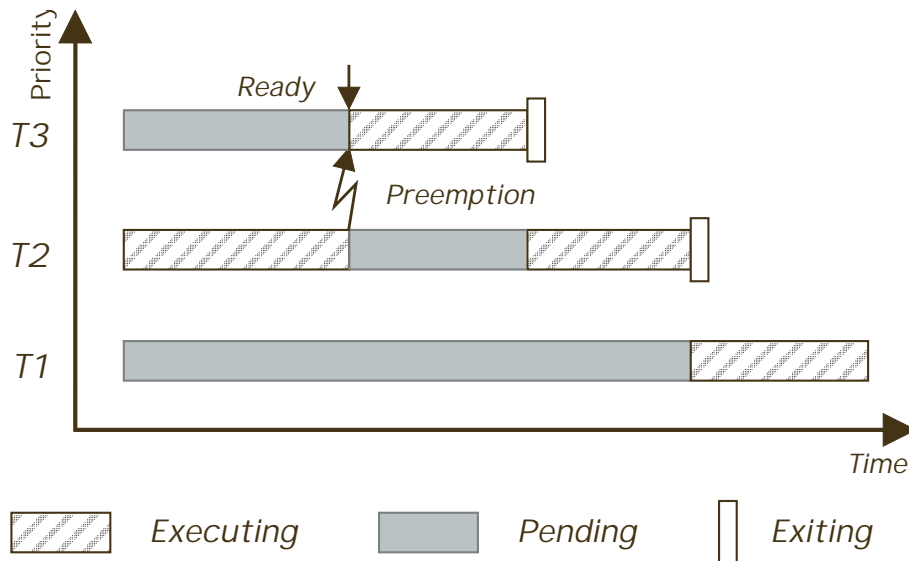 Priority
Ready
T3
Preemption
T2
T1
Time
Executing Pending Exiting